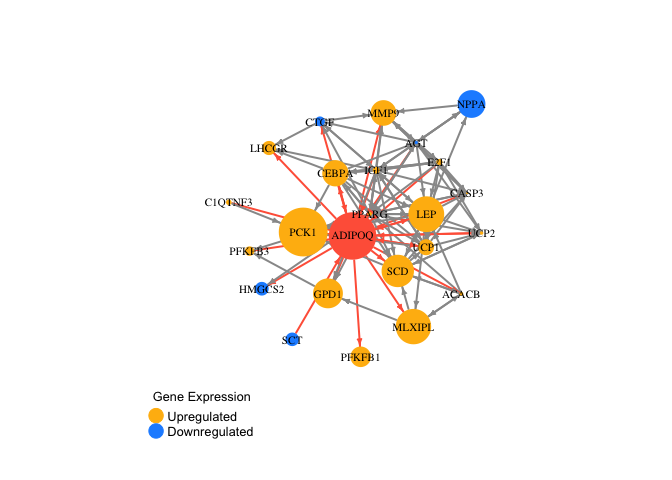 NPPA
MMP9
CTGF
AGT
LHCGR
E2F1
IGF1
CEBPA
CASP3
C1QTNF3
PPARG
LEP
PCK1
ADIPOQ
UCP2
UCP1
PFKFB3
SCD
HMGCS2
GPD1
ACACB
MLXIPL
SCT
PFKFB1
Gene Expression
Upregulated
Downregulated